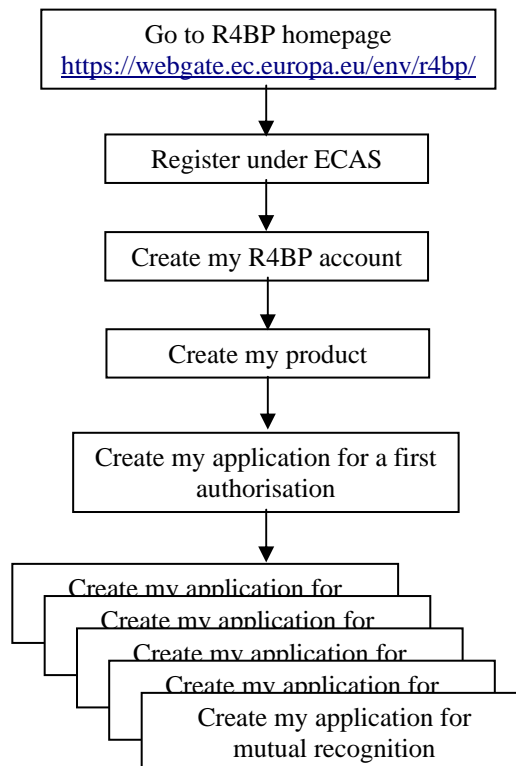 Go to R4BP homepage
https://webgate.ec.europa.eu/env/r4bp/
Register under ECAS
Create my R4BP account
Create my product
Create my application for a first
authorisation
Create my application for
Create my application for
Create my application for
Create my application for
Create my application for
mutual recognition